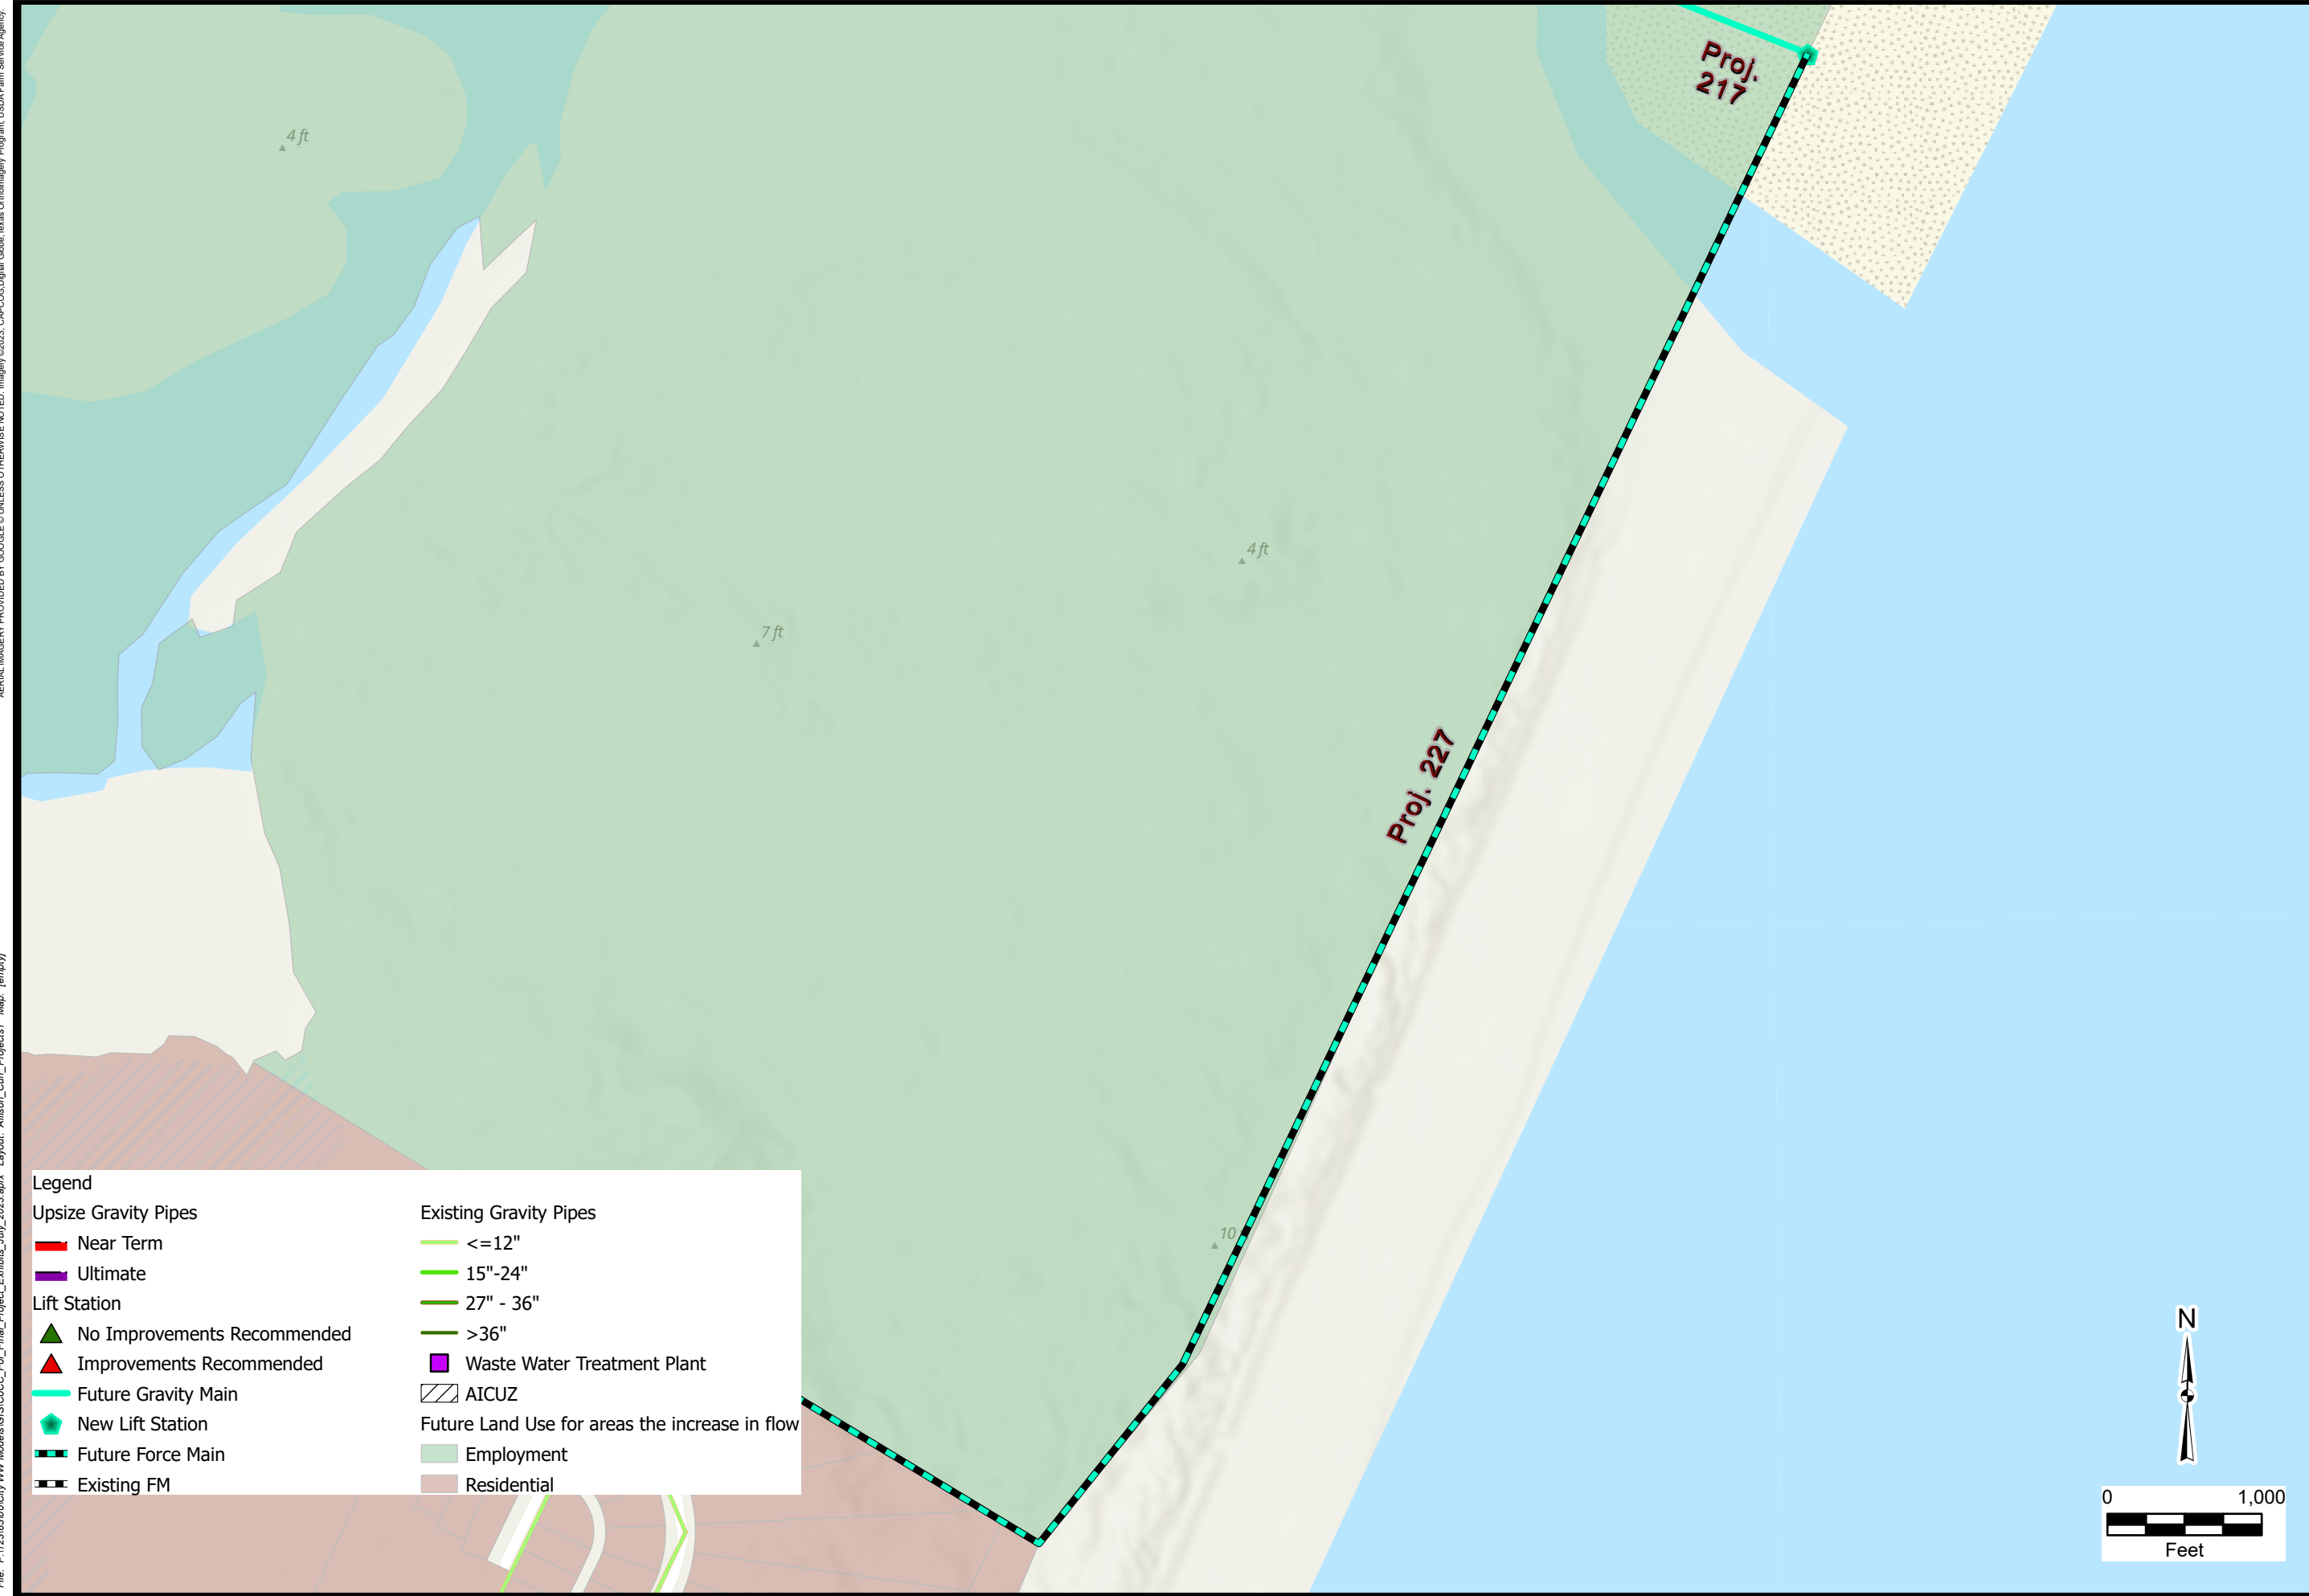 Proj.
217
4 ft
4 ft
7 ft
Proj. 227
10
Legend
Upsize Gravity Pipes
Near Term
Ultimate
Lift Station
No Improvements Recommended
Improvements Recommended
Future Gravity Main
New Lift Station
Future Force Main
Existing FM
Existing Gravity Pipes
<=12"
15"-24"
27" - 36"
>36"
Waste Water Treatment Plant
AICUZ
Future Land Use for areas the increase in flow
Employment
Residential
N
0 1,000
Feet